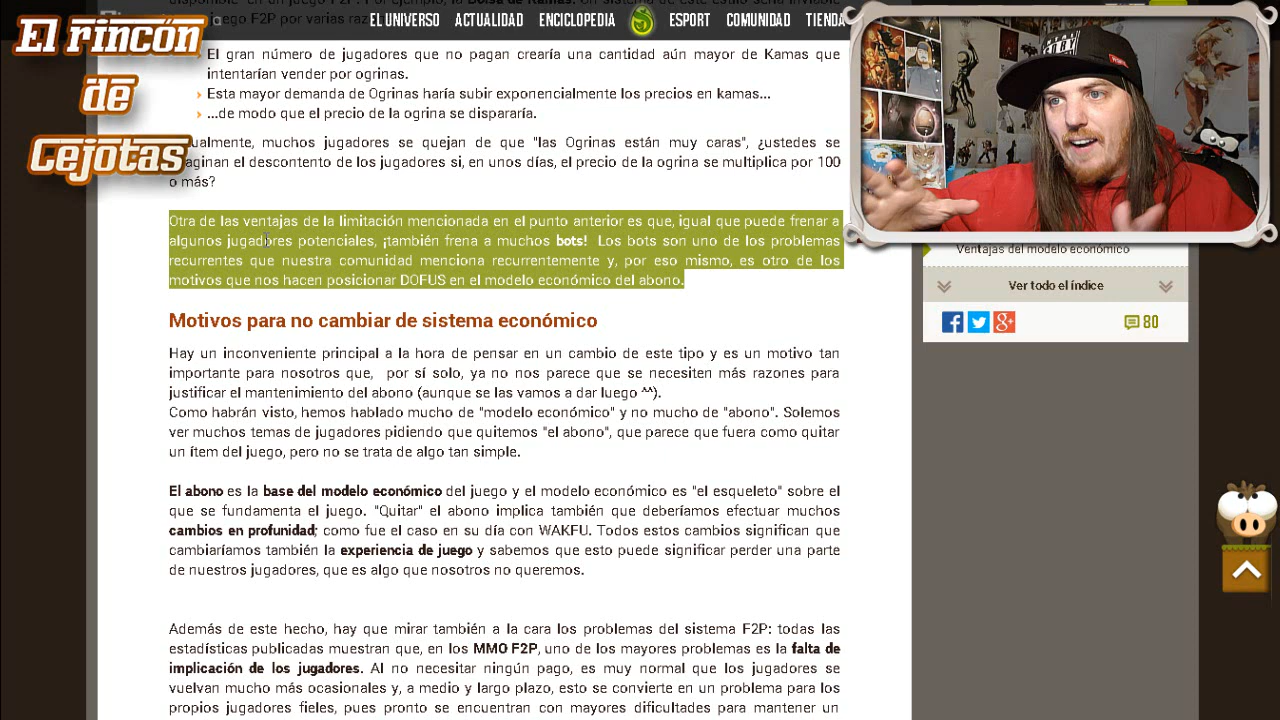 El rincón
de
Cejotas
EL UNIVERSO ACTUALIDAD ENCICLOPEDIA ESPORT COMUNIDAD TIENDA
El gran número de jugadores que no pagan crearía una cantidad aún mayor de Kamas que
intentarían vender por ogrinas.
Esta mayor demanda de Ogrinas haría subir exponencialmente los precios en kamas...
...de modo que el precio de la ogrina se dispararía.
ualmente, muchos jugadores se quejan de que "las Ogrinas están muy caras", ¿ustedes se
aginan el descontento de los jugadores si, en unos días, el precio de la ogrina se multiplica por 100
o más?
Otra de las ventajas de la limitación mencionada en el punto anterior es que, igual que puede frenar a
algunos jugadores potenciales, ¡también frena a muchos bots! Los bots son uno de los problemas
recurrentes que nuestra comunidad menciona recurrentemente y, por eso mismo, es otro de los
motivos que nos hacen posicionar DOFUS en el modelo económico del abono.
Motivos para no cambiar de sistema económico
Hay un inconveniente principal a la hora de pensar en un cambio de este tipo y es un motivo tan
importante para nosotros que, por sí solo, ya no nos parece que se necesiten más razones para
justificar el mantenimiento del abono (aunque se las vamos a dar luego ^^).
Como habrán visto, hemos hablado mucho de "modelo económico" y no mucho de "abono". Solemos
ver muchos temas de jugadores pidiendo que quitemos "el abono", que parece que fuera como quitar
un ítem del juego, pero no se trata de algo tan simple.
El abono es la base del modelo económico del juego y el modelo económico es "el esqueleto" sobre el
que se fundamenta el juego. "Quitar" el abono implica también que deberíamos efectuar muchos
cambios en profunidad; como fue el caso en su día con WAKFU. Todos estos cambios significan que
cambiaríamos también la experiencia de juego y sabemos que esto puede significar perder una parte
de nuestros jugadores, que es algo que nosotros no queremos.
Además de este hecho, hay que mirar también a la cara los problemas del sistema F2P: todas las
estadísticas publicadas muestran que, en los MMO F2P, uno de los mayores problemas es la falta de
implicación de los jugadores. Al no necesitar ningún pago, es muy normal que los jugadores se
vuelvan mucho más ocasionales y, a medio y largo plazo, esto se convierte en un problema para los
propios jugadores fieles, pues pronto se encuentran con mayores dificultades para mantener un
Ventajas del modelo económico
Ver todo el índice
80